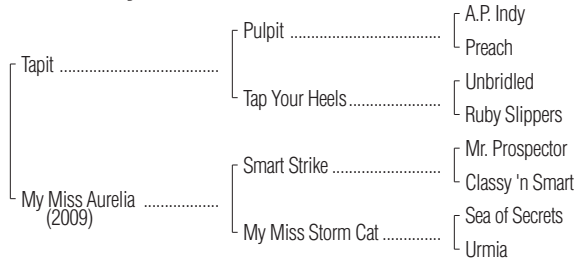 A.P. Indy
Pulpit ..............................
Preach
Tapit ....................................
Unbridled
Tap Your Heels......................
Ruby Slippers
Mr. Prospector
Smart Strike .........................
Classy 'n Smart
My Miss Aurelia .................
(2009)
Sea of Secrets
My Miss Storm Cat ..............
Urmia